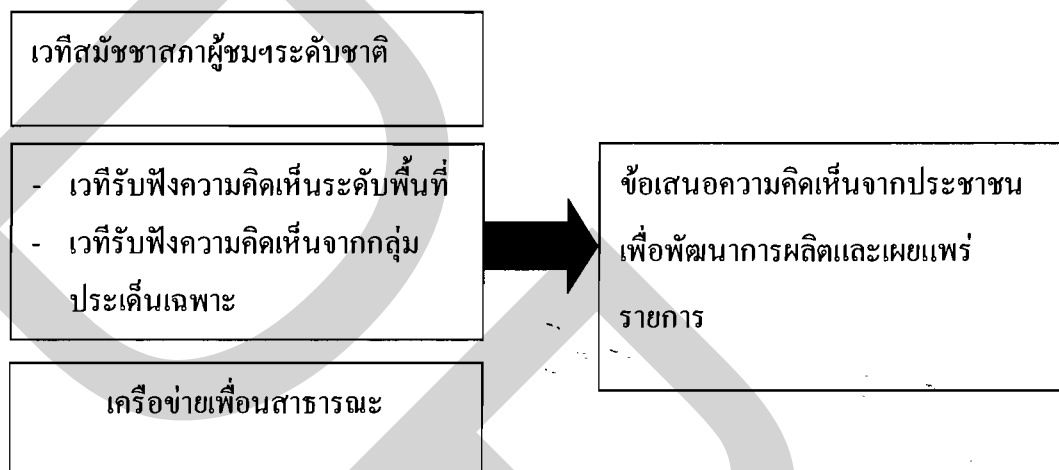 เวทีสมัชชาสภาผู้ชมฯระดับชาติ
- เวทีรับฟังความคิดเห็นระดับพื้นที่
- เวทีรับฟังความคิดเห็นจากกลุ่ม
ประเด็นเฉพาะ
ข้อเสนอความคิดเห็นจากประชาชน
เพื่อพัฒนาการผลิตและเผยแพร่
รายการ
เครือข่ายเพื่อนสาธารณะ